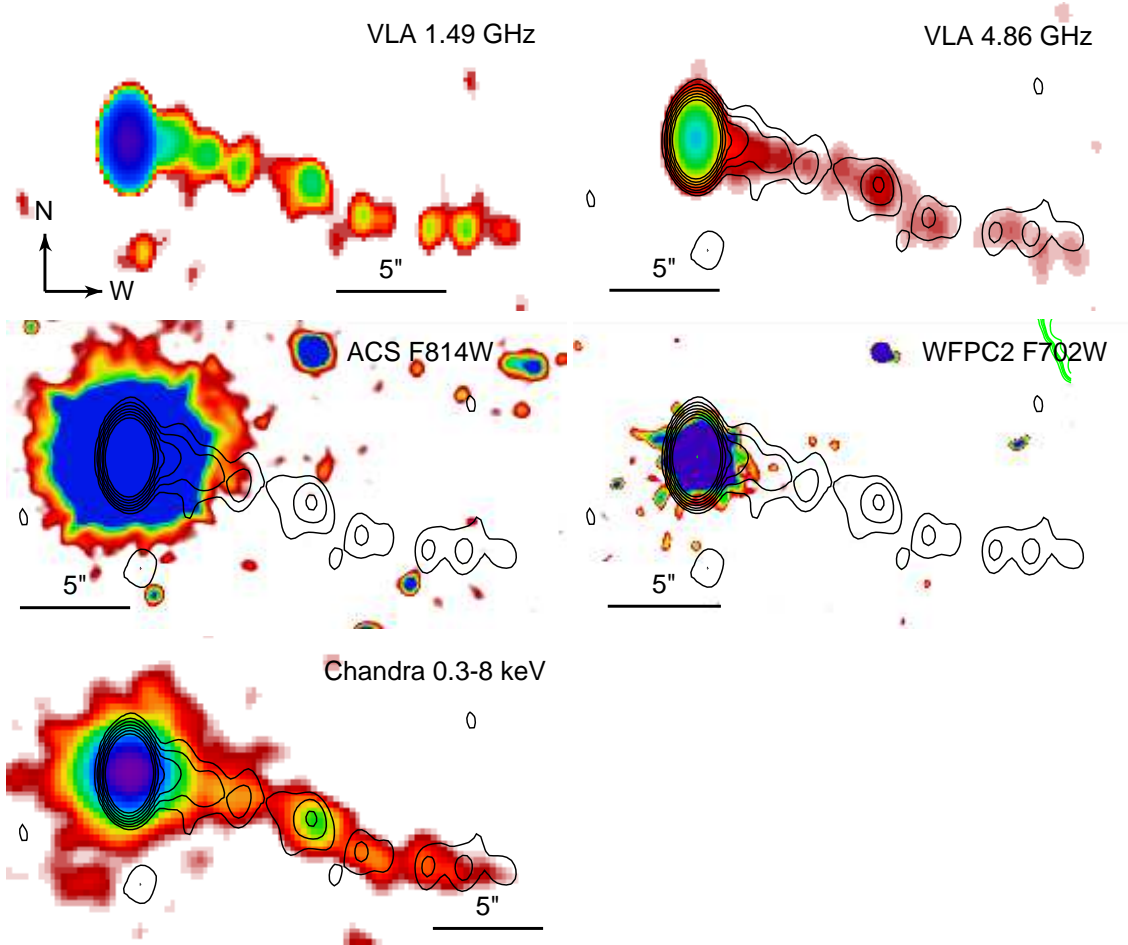 VLA 1.49 GHz
VLA 4.86 GHz
N
W
5"
5"
ACS F814W
WFPC2 F702W
5"
5"
Chandra 0.3-8 keV
5"